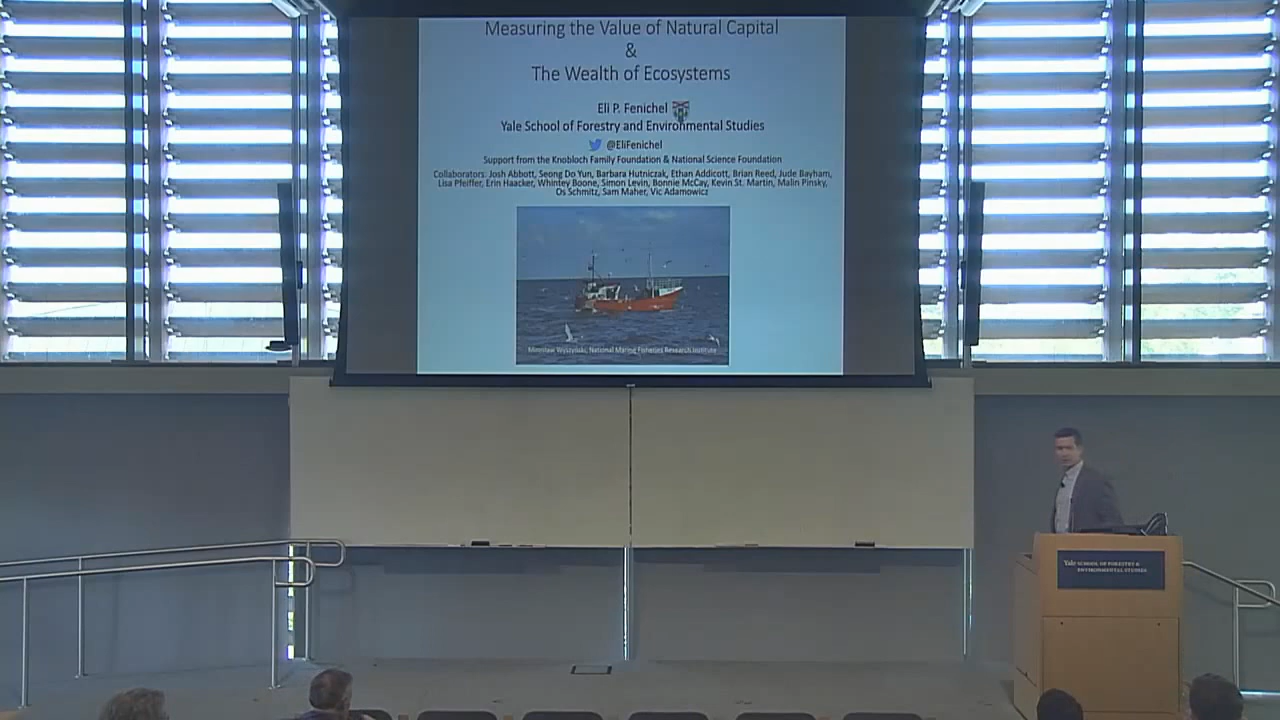 Measuring the Value of Natural Capital
&
The Wealth of Ecosystems
Eli P. Fenichel
Yale School of Forestry and Environmental Studies
@EliFenichel
Support from the Knobloch Family Foundation & National Science Foundation
Collaborators: Josh Abbott, Seong Do Yun, Barbara Hutniczak, Ethan Addicott, Brian Reed, Jude Bayham,
Lisa Pfeiffer, Erin Haacker, Whintey Boone, Simon Levin, Bonnie McCay, Kevin St. Martin, Malin Pinsky,
Os Schmitz, Sam Maher, Vic Adamowicz
Miroslaw Wyszynski, National Marine Fisheries Research Institute
Yale SCHOOL OF FORESTRY &
ENVIRONMENTAL STUDIES